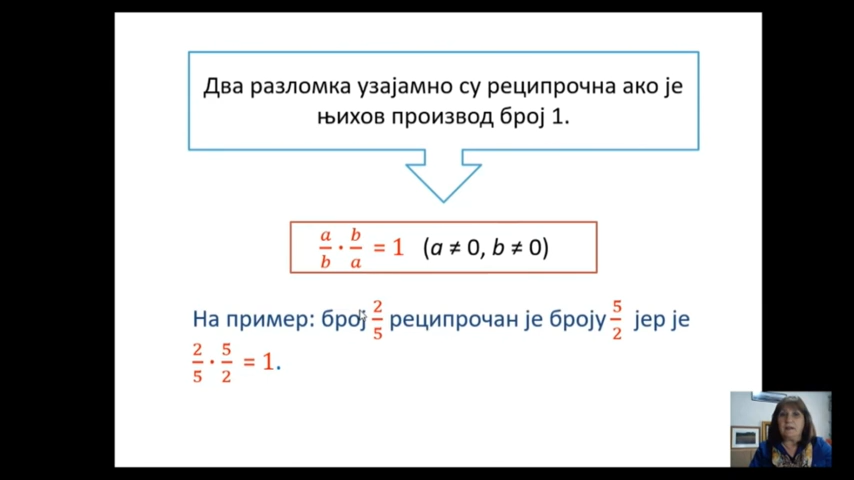 Два разломка узајамно су реципрочна ако је
њихов производ број 1.
a/b · b/a = 1 (a ≠ 0, b ≠ 0)
На пример: број 2/5 реципрочан је броју 5/2 јер је
2/5 · 5/2 = 1.